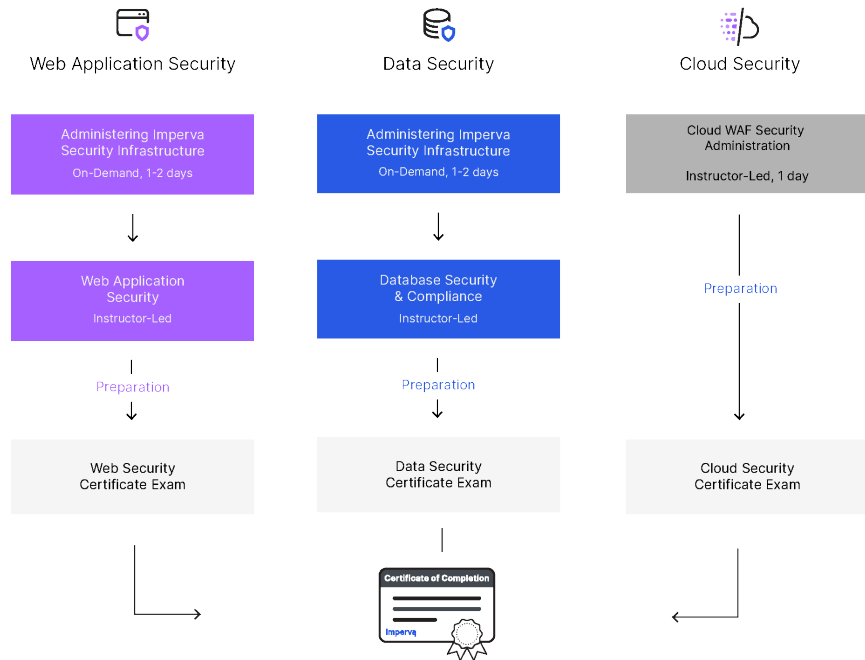 Web Application Security
Data Security
Cloud Security
Administering Imperva
Security Infrastructure
On-Demand, 1-2 days
Administering Imperva
Security Infrastructure
On-Demand, 1-2 days
Cloud WAF Security
Administration
Instructor-Led, 1 day
Web Application
Security
Instructor-Led
Database Security
& Compliance
Instructor-Led
Preparation
Preparation
Preparation
Web Security
Certificate Exam
Data Security
Certificate Exam
Cloud Security
Certificate Exam
Certificate of Completion
imperva